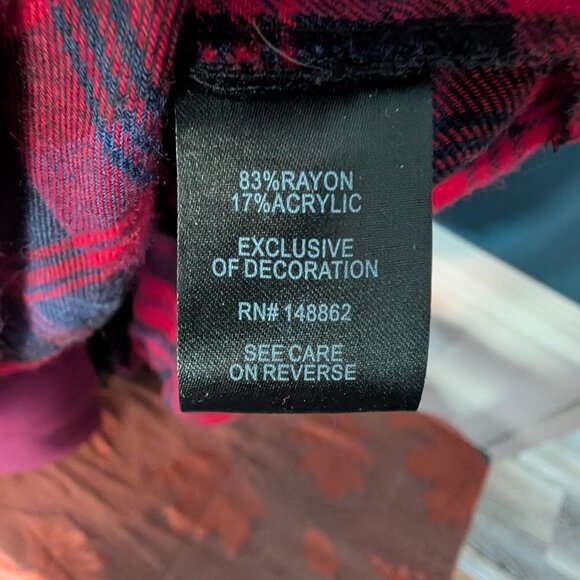 83%RAYON
17%ACRYLIC
EXCLUSIVE
OF DECORATION
RN# 148862
SEE CARE
ON REVERSE